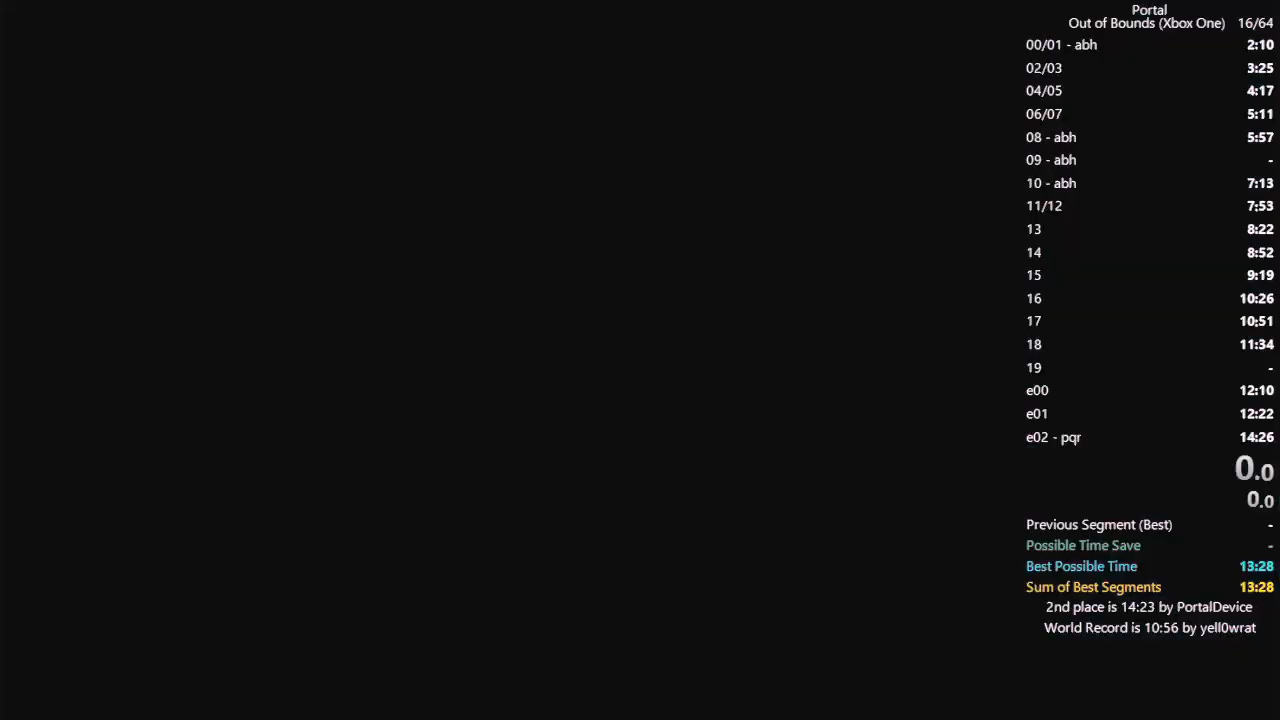 Portal
Out of Bounds (Xbox One) 16/64
00/01 - abh 2:10
02/03 3:25
04/05 4:17
06/07 5:11
08 - abh 5:57
09 - abh -
10 - abh 7:13
11/12 7:53
13 8:22
14 8:52
15 9:19
16 10:26
17 10:51
18 11:34
19 -
e00 12:10
e01 12:22
e02 - pqr 14:26
0.0
0.0
Previous Segment (Best) -
Possible Time Save -
Best Possible Time 13:28
Sum of Best Segments 13:28
2nd place is 14:23 by PortalDevice
World Record is 10:56 by yell0wrat